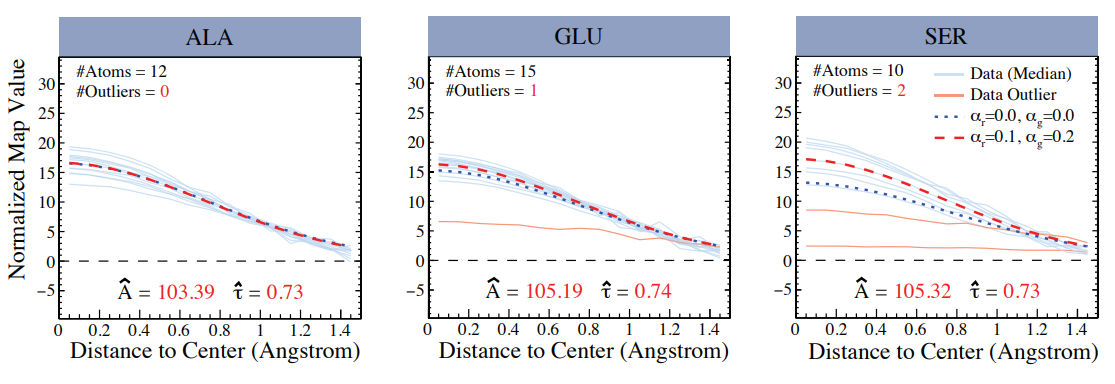 Normalized Map Value
ALA
#Atoms = 12
#Outliers = 0
30
25
20
15
10
5
0
−5
Â = 103.39 τ̂ = 0.73
0 0.2 0.4 0.6 0.8 1 1.2 1.4
Distance to Center (Angstrom)
GLU
#Atoms = 15
#Outliers = 1
30
25
20
15
10
5
0
−5
Â = 105.19 τ̂ = 0.74
0 0.2 0.4 0.6 0.8 1 1.2 1.4
Distance to Center (Angstrom)
SER
#Atoms = 10
#Outliers = 2
Data (Median)
Data Outlier
αr=0.0, αg=0.0
αr=0.1, αg=0.2
30
25
20
15
10
5
0
−5
Â = 105.32 τ̂ = 0.73
0 0.2 0.4 0.6 0.8 1 1.2 1.4
Distance to Center (Angstrom)